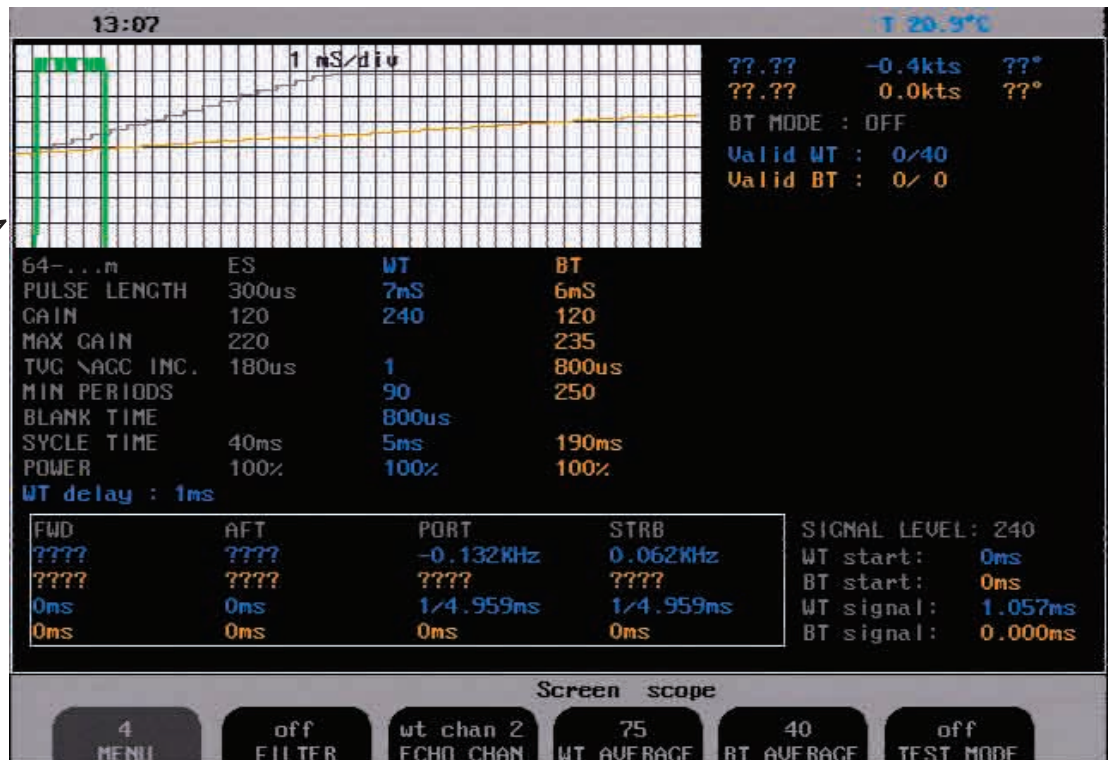 13:07 T 20.9°C
1 mS/div
??.?? -0.4kts ??°
??.?? 0.0kts ??°
BT MODE : OFF
Valid WT : 0/40
Valid BT : 0/ 0
64-...m ES WT BT
PULSE LENGTH 300us 7mS 6mS
GAIN 120 240 120
MAX GAIN 220 235
TVG \AGC INC. 180us 1 800us
MIN PERIODS 90 250
BLANK TIME 800us
SYCLE TIME 40ms 5ms 190ms
POWER 100% 100% 100%
WT delay : 1ms
FWD AFT PORT STRB
???? ???? -0.132KHz 0.062KHz
???? ???? ???? ????
0ms 0ms 1/4.959ms 1/4.959ms
0ms 0ms 0ms 0ms
SIGNAL LEVEL: 240
WT start: 0ms
BT start: 0ms
WT signal: 1.057ms
BT signal: 0.000ms
Screen scope
4 off wt chan 2 75 40 off
MENU FILTER ECHO CHAN WT AVERAGE BT AVERAGE TEST MODE